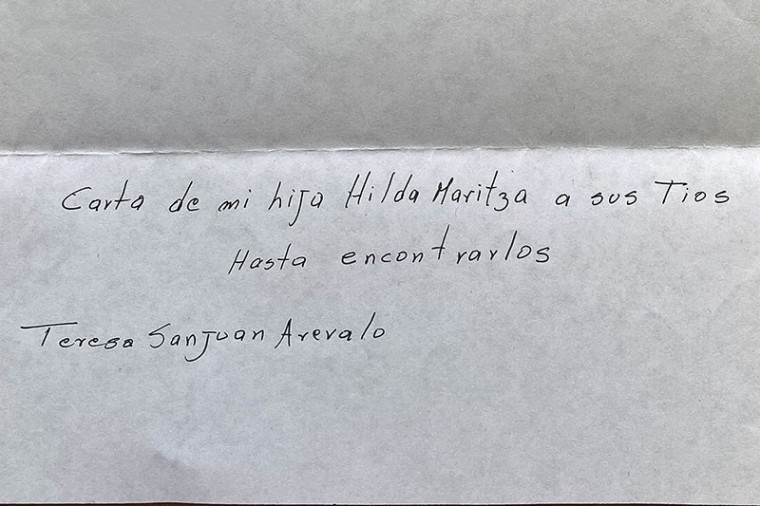 Carta de mi hija Hilda Maritza a sus Tios
Hasta encontrarlos
Teresa Sanjuan Arevalo